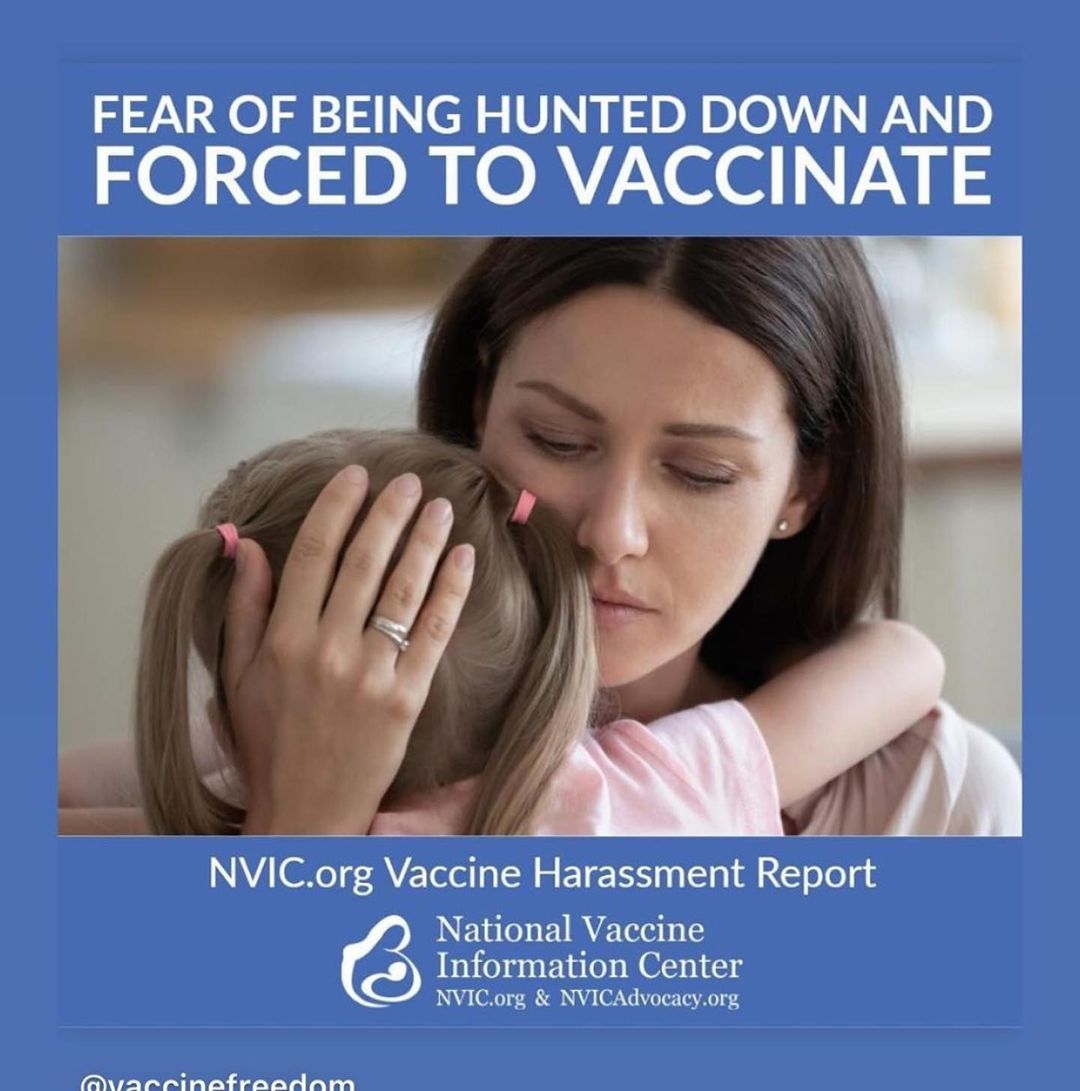 FEAR OF BEING HUNTED DOWN AND
FORCED TO VACCINATE
NVIC.org Vaccine Harassment Report
National Vaccine
Information Center
NVIC.org & NVICAdvocacy.org
@vaccinefreedom